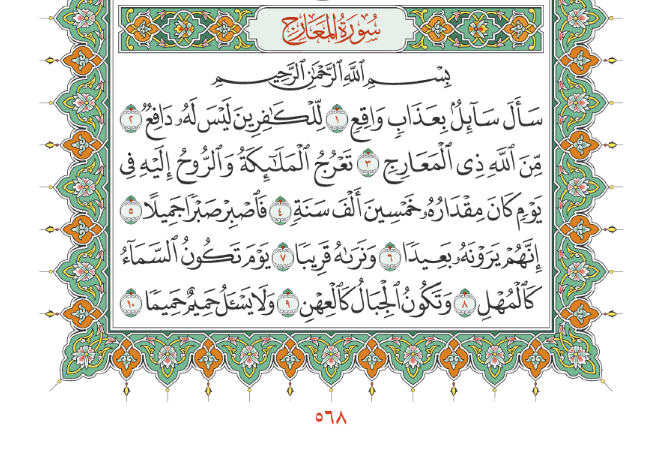 سُورَةُ المَعَارِجِ
بِسْمِ ٱللَّهِ ٱلرَّحْمَٰنِ ٱلرَّحِيمِ
سَأَلَ سَآئِلُۢ بِعَذَابٖ وَاقِعٖ ١ لِّلۡكَٰفِرِينَ لَيۡسَ لَهُۥ دَافِعٞ ٢
مِّنَ ٱللَّهِ ذِي ٱلۡمَعَارِجِ ٣ تَعۡرُجُ ٱلۡمَلَٰٓئِكَةُ وَٱلرُّوحُ إِلَيۡهِ فِي
يَوۡمٖ كَانَ مِقۡدَارُهُۥ خَمۡسِينَ أَلۡفَ سَنَةٖ ٤ فَٱصۡبِرۡ صَبۡرٗا جَمِيلًا ٥
إِنَّهُمۡ يَرَوۡنَهُۥ بَعِيدٗا ٦ وَنَرَىٰهُ قَرِيبٗا ٧ يَوۡمَ تَكُونُ ٱلسَّمَآءُ
كَٱلۡمُهۡلِ ٨ وَتَكُونُ ٱلۡجِبَالُ كَٱلۡعِهۡنِ ٩ وَلَا يَسۡـَٔلُ حَمِيمٌ حَمِيمٗا ١٠
٥٦٨